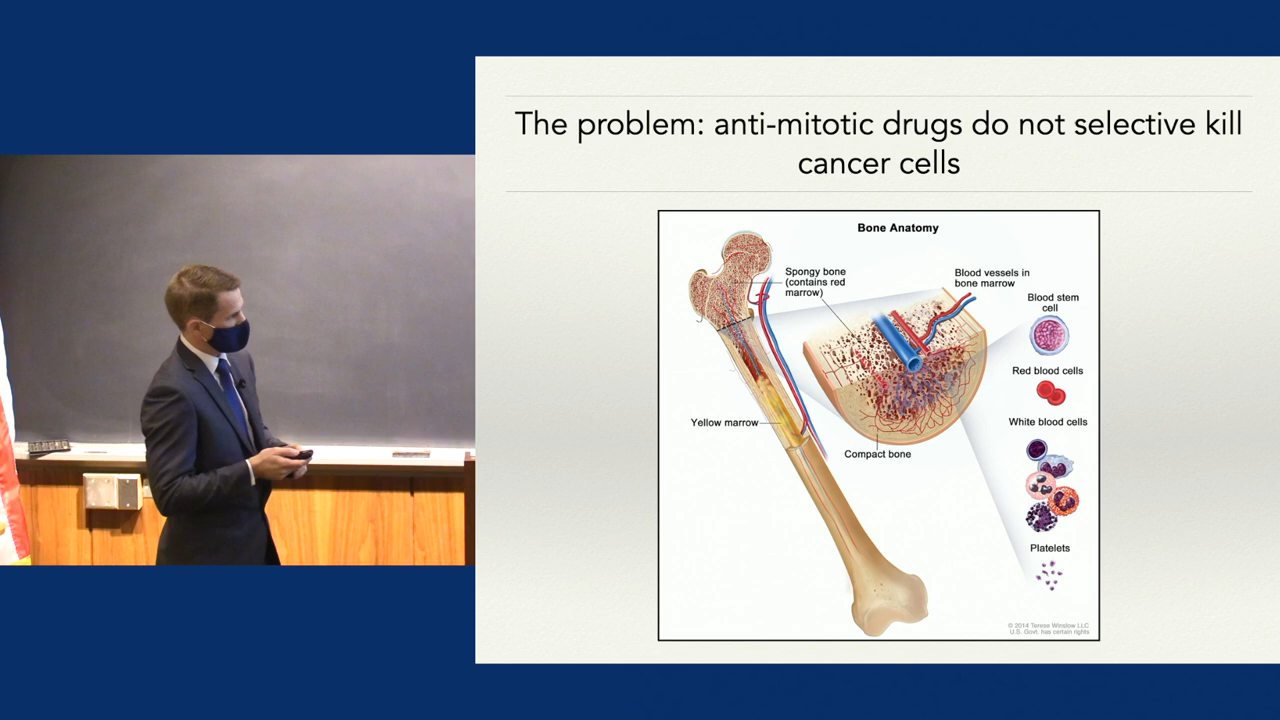 The problem: anti-mitotic drugs do not selective kill
cancer cells
Bone Anatomy
Spongy bone
(contains red
marrow)
Blood vessels in
bone marrow
Blood stem
cell
Red blood cells
White blood cells
Yellow marrow
Compact bone
Platelets
© 2014 Terese Winslow LLC
U.S. Govt. has certain rights